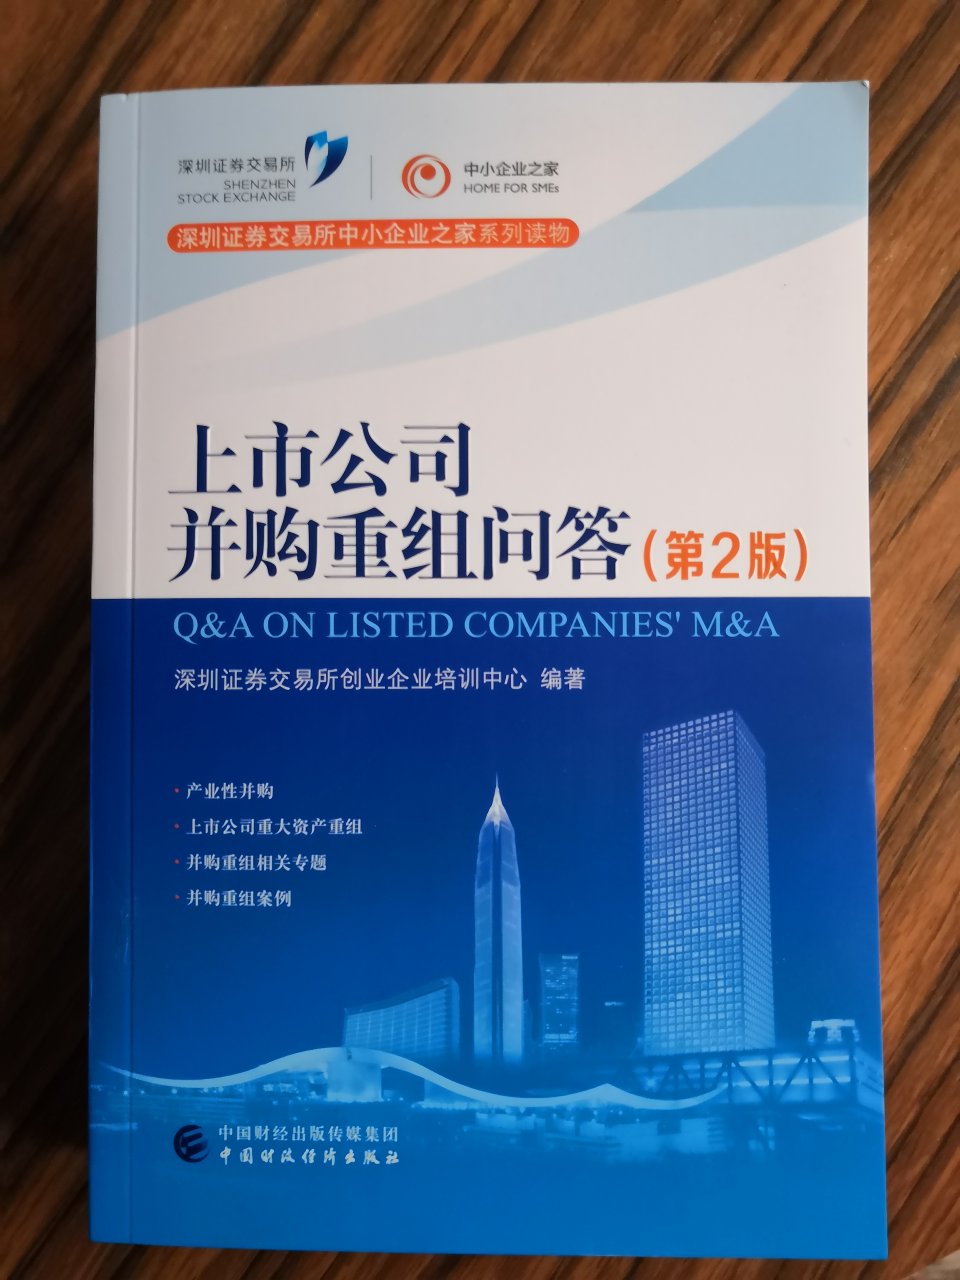 深圳证券交易所
SHENZHEN
STOCK EXCHANGE
中小企业之家
HOME FOR SMEs
深圳证券交易所中小企业之家系列读物
上市公司
并购重组问答(第2版)
Q&A ON LISTED COMPANIES' M&A
深圳证券交易所创业企业培训中心 编著
·产业性并购
·上市公司重大资产重组
·并购重组相关专题
·并购重组案例
中国财经出版传媒集团
中国财政经济出版社